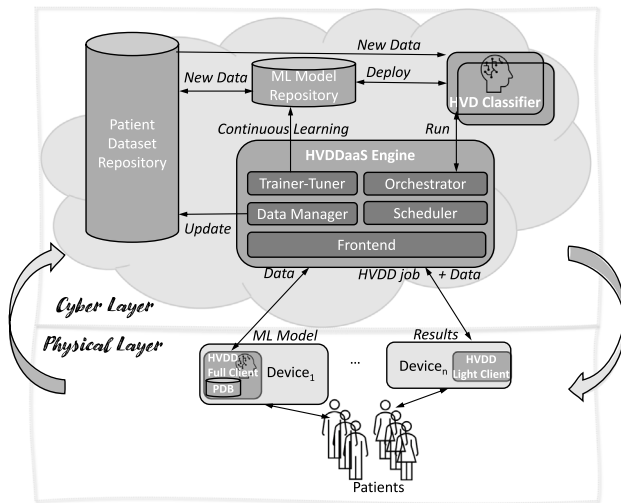 New Data
New Data
ML Model
Repository
Deploy
HVD Classifier
Patient
Dataset
Repository
Continuous Learning
Run
HVDDaaS Engine
Trainer-Tuner
Orchestrator
Data Manager
Scheduler
Update
Frontend
Data
HVDD job + Data
Cyber Layer
Physical Layer
ML Model
Results
HVDD
Full Client
PDB
Device1
...
Devicen
HVDD
Light Client
Patients